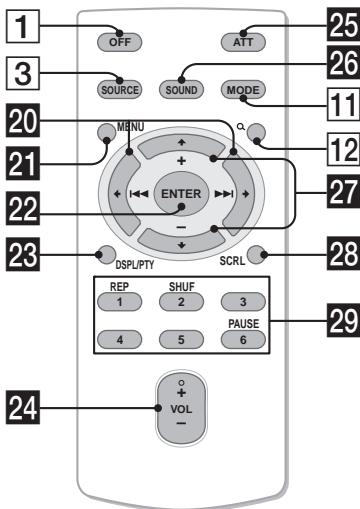 1 OFF ATT 25
3 SOURCE SOUND MODE 26
11
20 MENU
12
21
+
22 ENTER 27
−
23 DSPL/PTY SCRL 28
REP SHUF
1 2 3
PAUSE 29
4 5 6
24 + VOL −